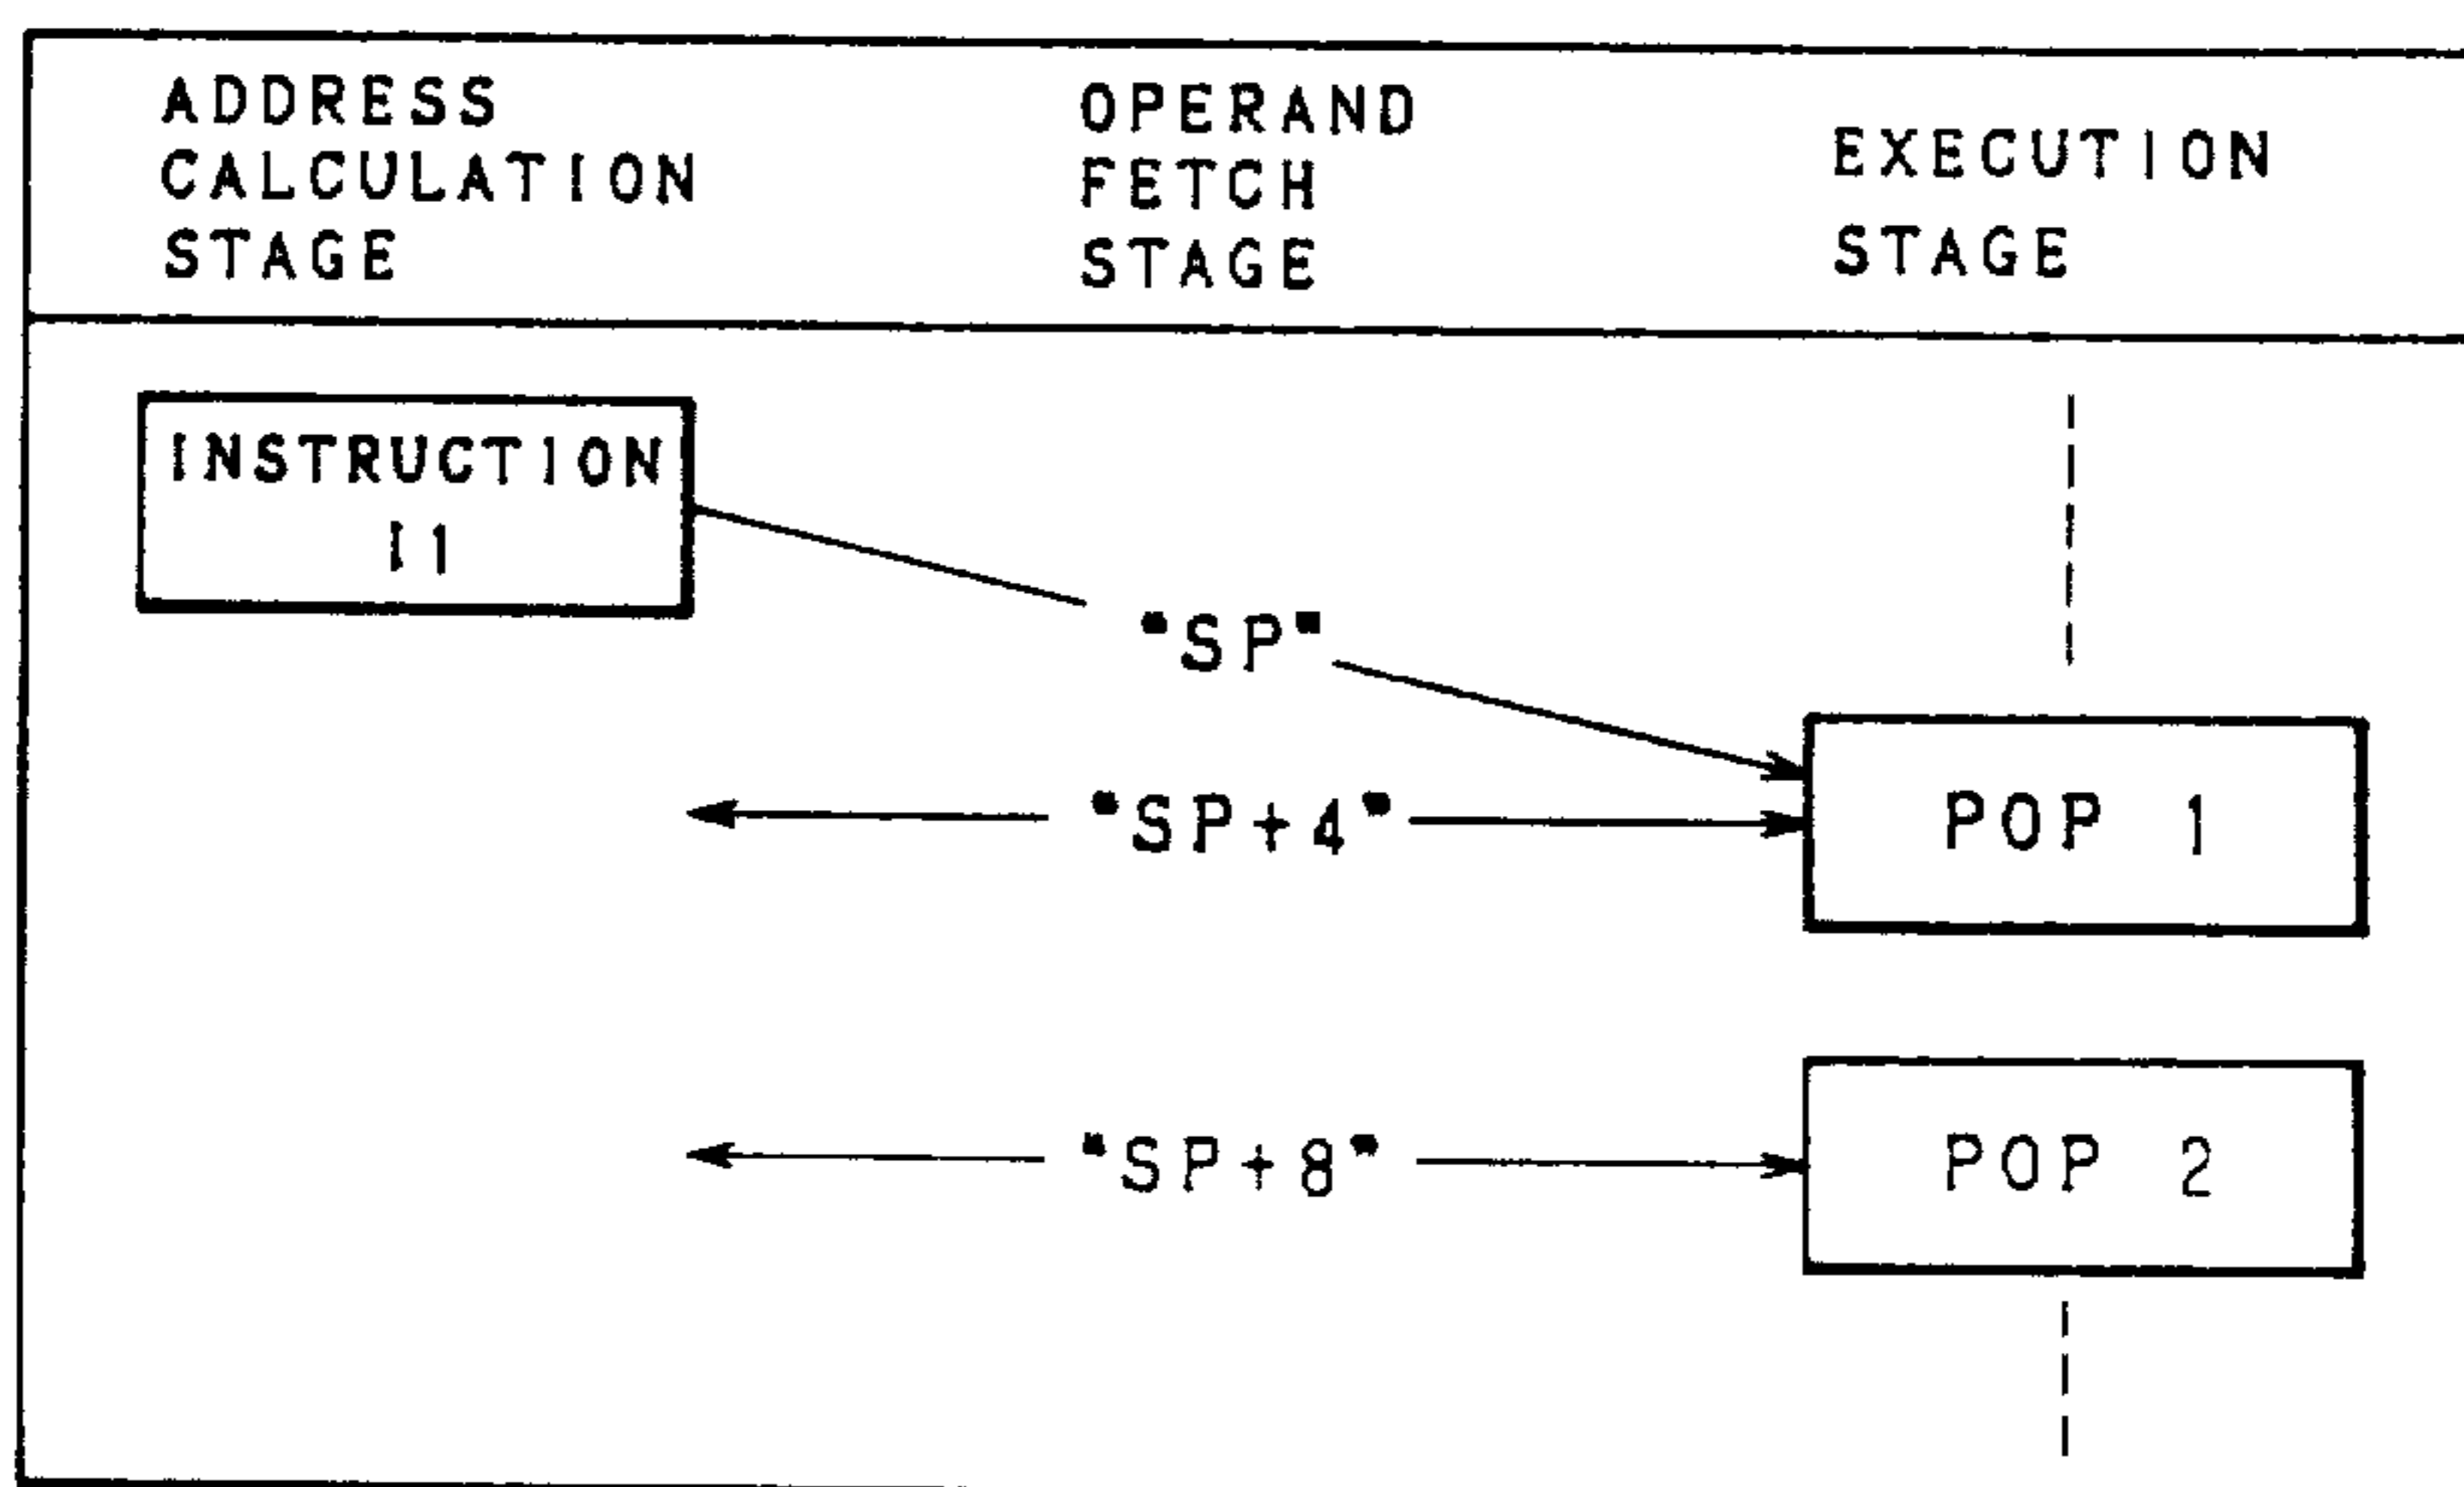 ADDRESS
CALCULATION
STAGE
OPERAND
FETCH
STAGE
EXECUTION
STAGE
INSTRUCTION
I1
"SP"
"SP+4"
POP 1
"SP+8"
POP 2